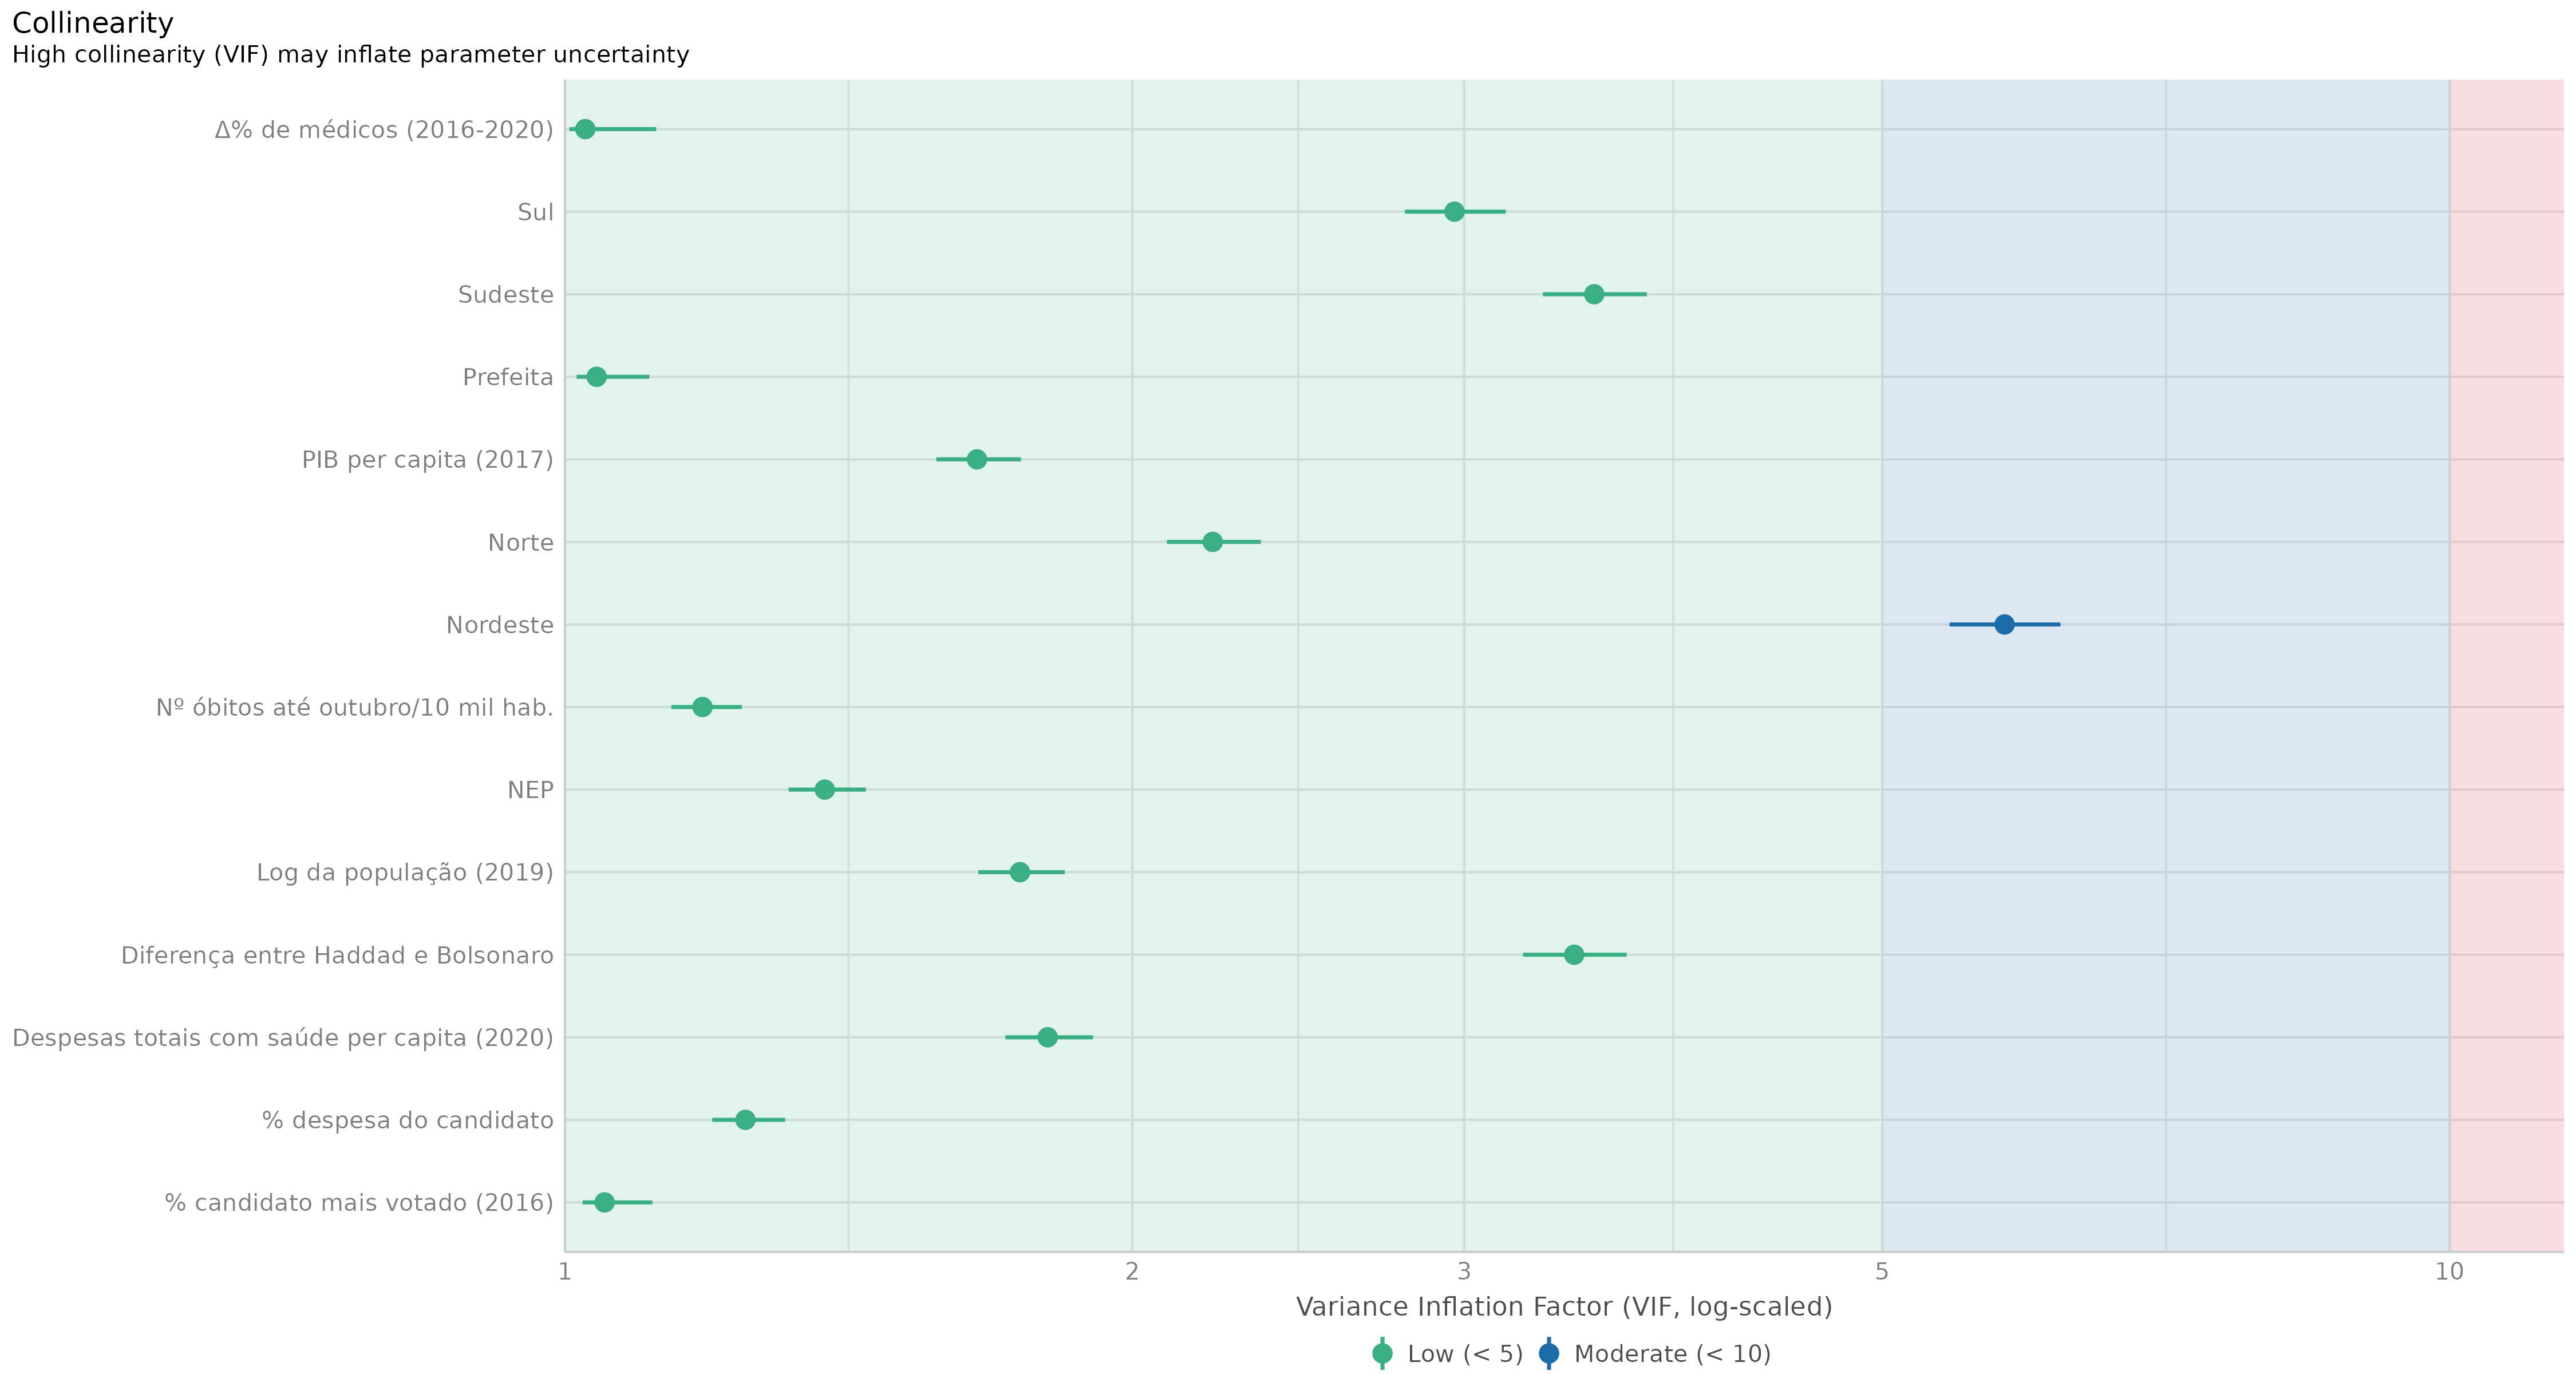 Collinearity
High collinearity (VIF) may inflate parameter uncertainty
Δ% de médicos (2016-2020)
Sul
Sudeste
Prefeita
PIB per capita (2017)
Norte
Nordeste
Nº óbitos até outubro/10 mil hab.
NEP
Log da população (2019)
Diferença entre Haddad e Bolsonaro
Despesas totais com saúde per capita (2020)
% despesa do candidato
% candidato mais votado (2016)
1 2 3 5 10
Variance Inflation Factor (VIF, log-scaled)
Low (< 5) Moderate (< 10)